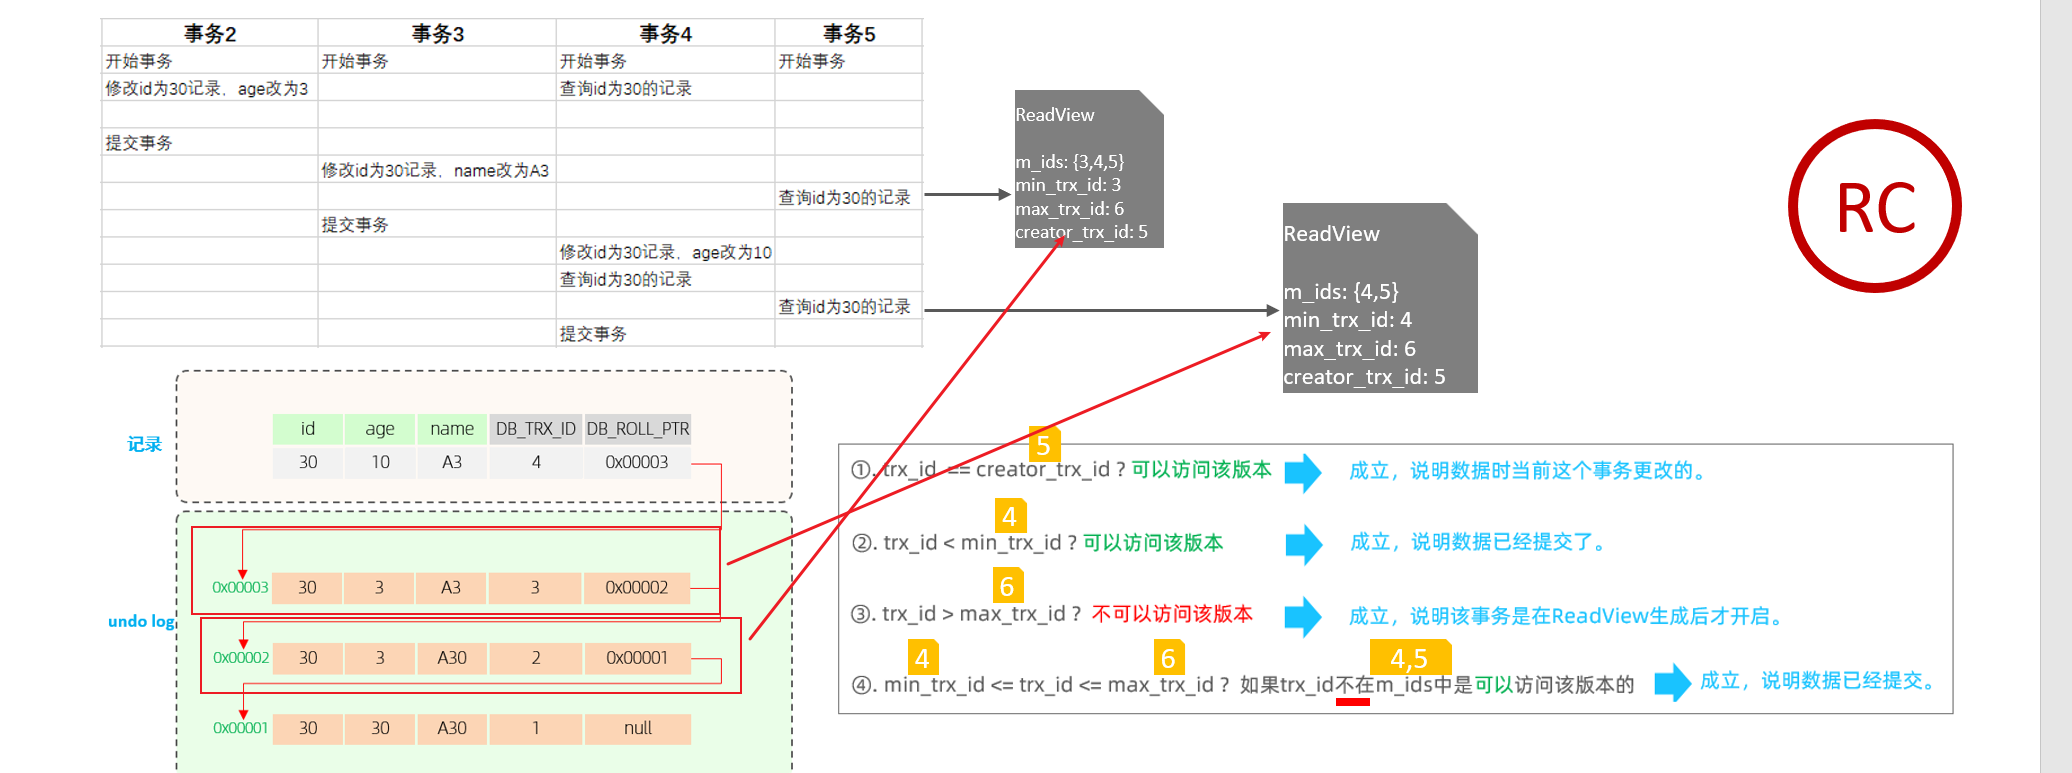 事务2 事务3 事务4 事务5
开始事务 开始事务 开始事务 开始事务
修改id为30记录，age改为3 查询id为30的记录
提交事务
修改id为30记录，name改为A3
查询id为30的记录
提交事务
修改id为30记录，age改为10
查询id为30的记录
查询id为30的记录
提交事务
ReadView
m_ids: {3,4,5}
min_trx_id: 3
max_trx_id: 6
creator_trx_id: 5
ReadView
m_ids: {4,5}
min_trx_id: 4
max_trx_id: 6
creator_trx_id: 5
RC
记录
id age name DB_TRX_ID DB_ROLL_PTR
30 10 A3 4 0x00003
undo log
0x00003 30 3 A3 3 0x00002
0x00002 30 3 A30 2 0x00001
0x00001 30 30 A30 1 null
5
①. trx_id == creator_trx_id ? 可以访问该版本 成立，说明数据时当前这个事务更改的。
4
②. trx_id < min_trx_id ? 可以访问该版本 成立，说明数据已经提交了。
6
③. trx_id > max_trx_id ? 不可以访问该版本 成立，说明该事务是在ReadView生成后才开启。
4 6 4,5
④. min_trx_id <= trx_id <= max_trx_id ? 如果trx_id不在m_ids中是可以访问该版本的 成立，说明数据已经提交。